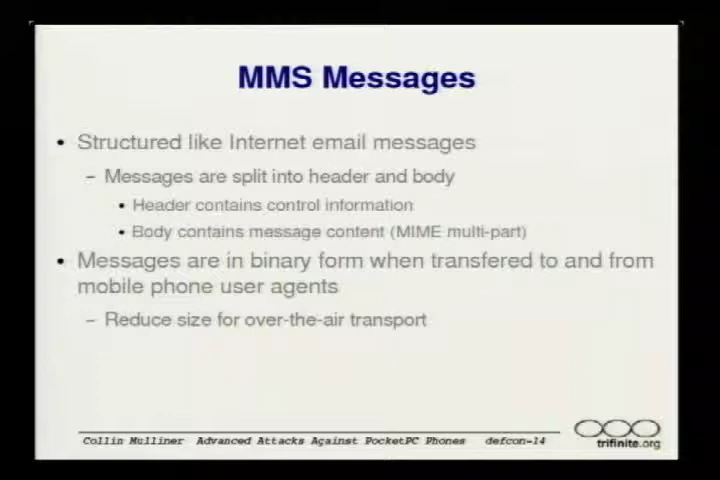 MMS Messages
• Structured like Internet email messages
– Messages are split into header and body
• Header contains control information
• Body contains message content (MIME multi-part)
• Messages are in binary form when transfered to and from
mobile phone user agents
– Reduce size for over-the-air transport
Collin Mulliner Advanced Attacks Against PocketPC Phones defcon-14
trifinite.org